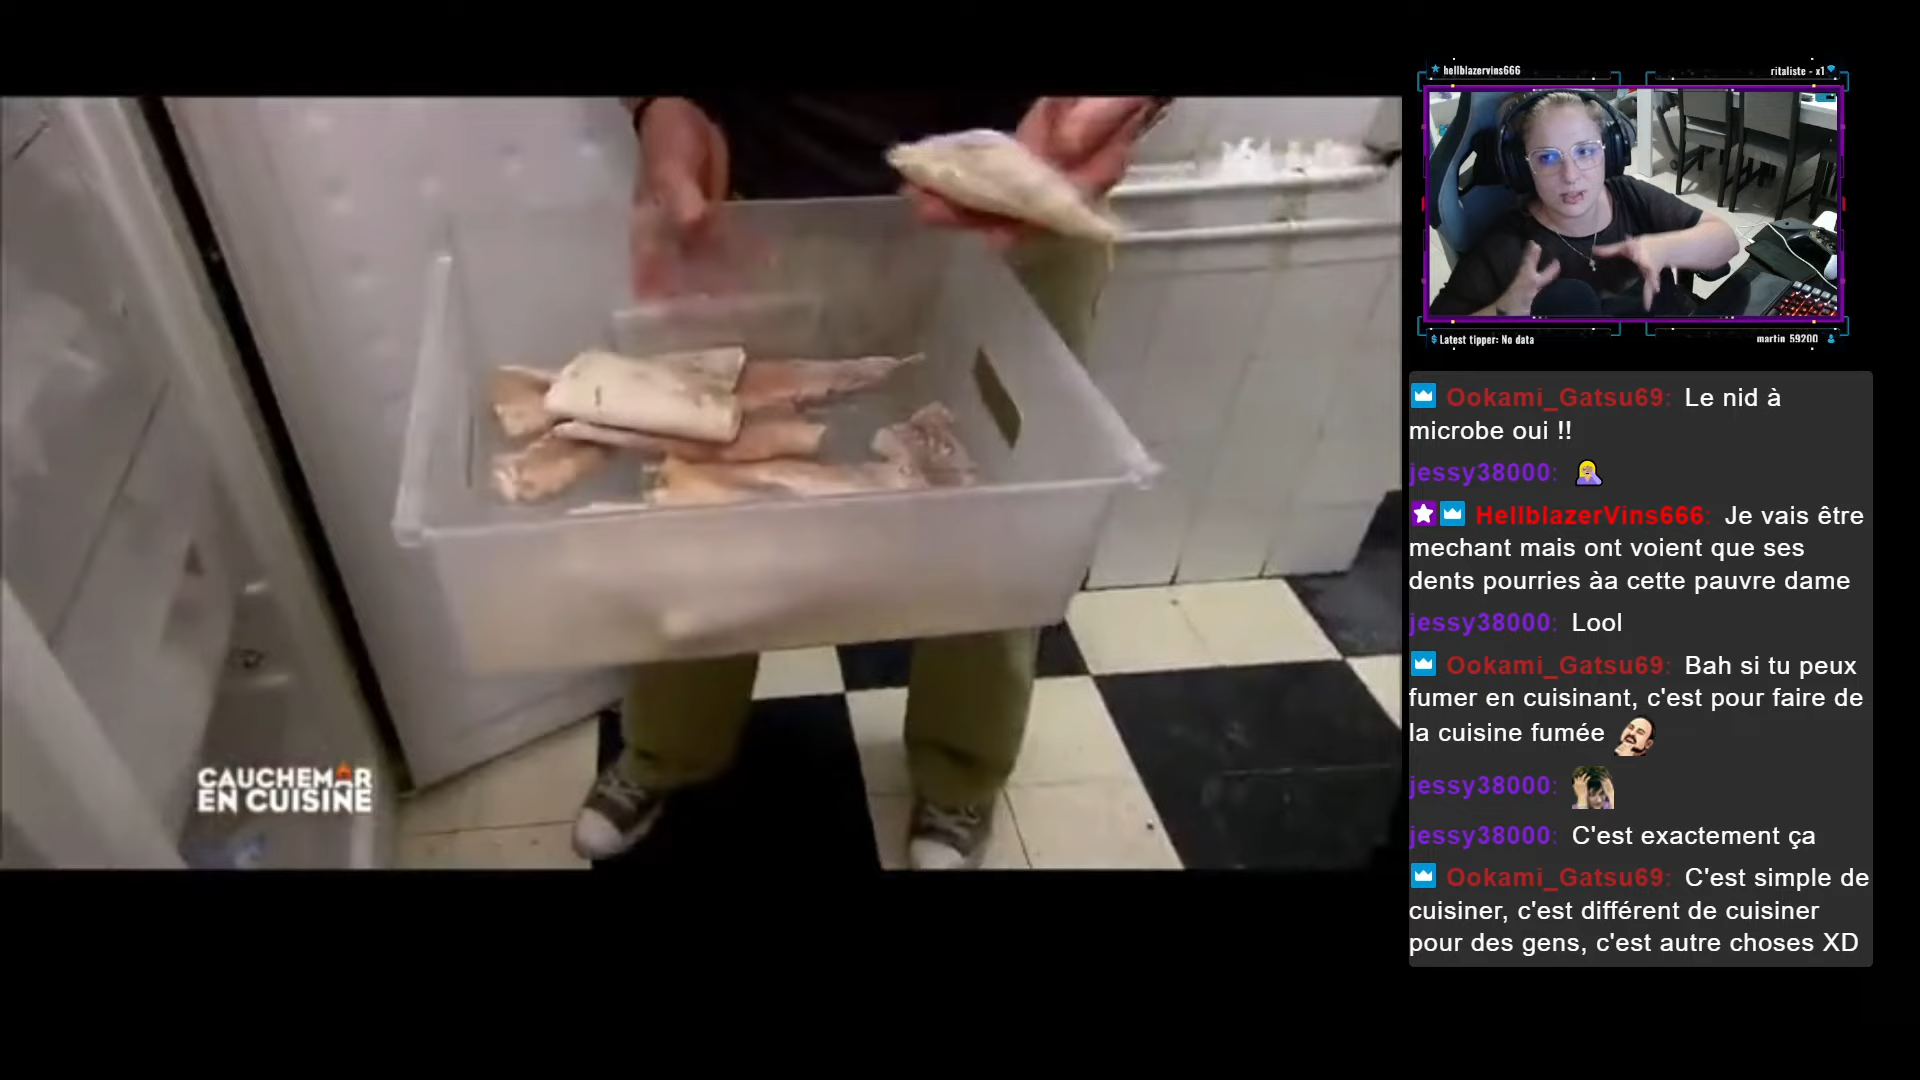 hellblazervins666
ritaliste - x1
Latest tipper: No data
martin_59200
Ookami_Gatsu69: Le nid à
microbe oui !!
jessy38000:
HellblazerVins666: Je vais être
mechant mais ont voient que ses
dents pourries àa cette pauvre dame
jessy38000: Lool
Ookami_Gatsu69: Bah si tu peux
fumer en cuisinant, c'est pour faire de
la cuisine fumée
jessy38000:
jessy38000: C'est exactement ça
Ookami_Gatsu69: C'est simple de
cuisiner, c'est différent de cuisiner
pour des gens, c'est autre choses XD
CAUCHEMAR
EN CUISINE